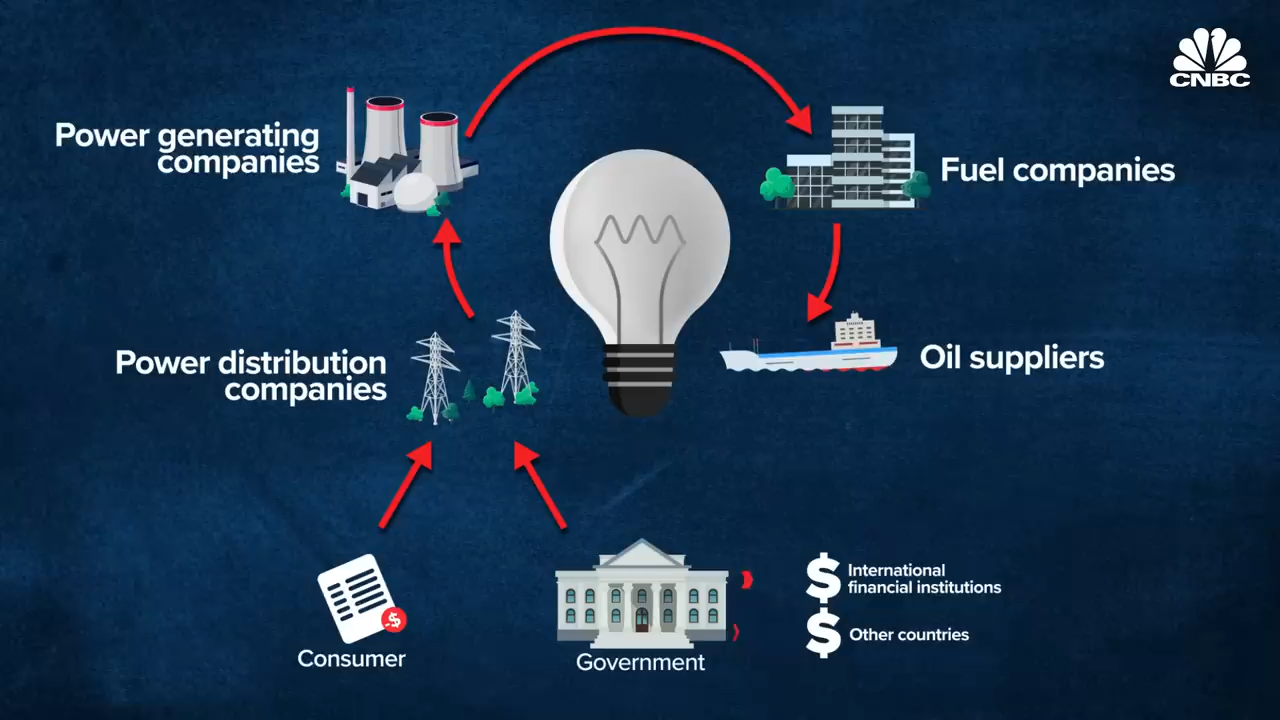 CNBC
Power generating
companies
Fuel companies
Power distribution
companies
Oil suppliers
-$
Consumer
Government
$ International
financial institutions
$ Other countries